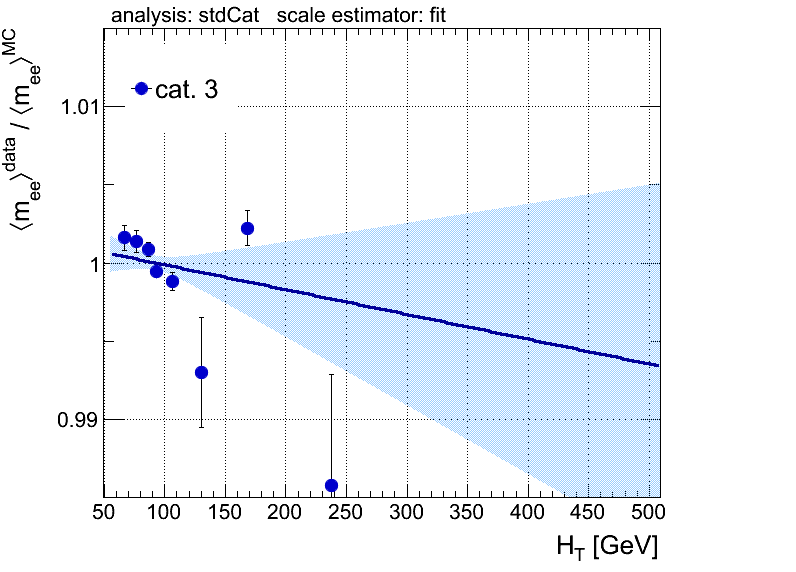 analysis: stdCat   scale estimator: fit
⟨m_ee⟩^data / ⟨m_ee⟩^MC
cat. 3
1.01
1
0.99
50 100 150 200 250 300 350 400 450 500
H_T [GeV]